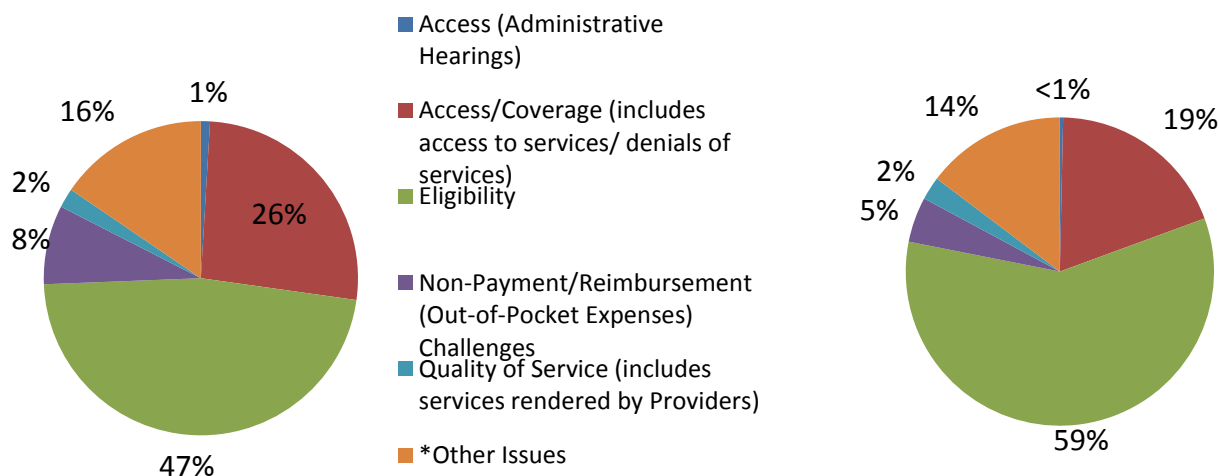 1%
16%
2%
8%
26%
47%
Access (Administrative
Hearings)
Access/Coverage (includes
access to services/ denials of
services)
Eligibility
Non-Payment/Reimbursement
(Out-of-Pocket Expenses)
Challenges
Quality of Service (includes
services rendered by Providers)
*Other Issues
<1%
14%
19%
2%
5%
59%